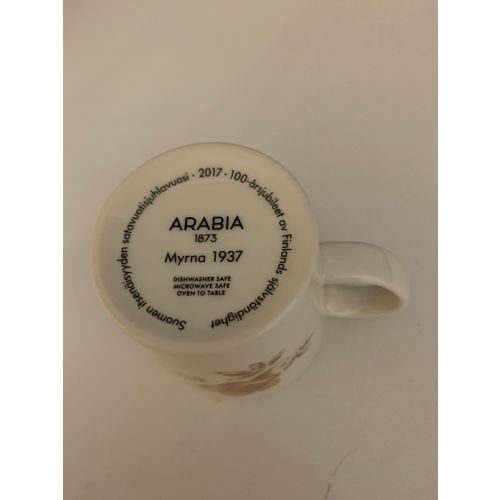 Suomen itsenäisyyden satavuotisjuhlavuosi · 2017 · 100-årsjubileet av Finlands självständighet
ARABIA
1873
Myrna 1937
DISHWASHER SAFE
MICROWAVE SAFE
OVEN TO TABLE